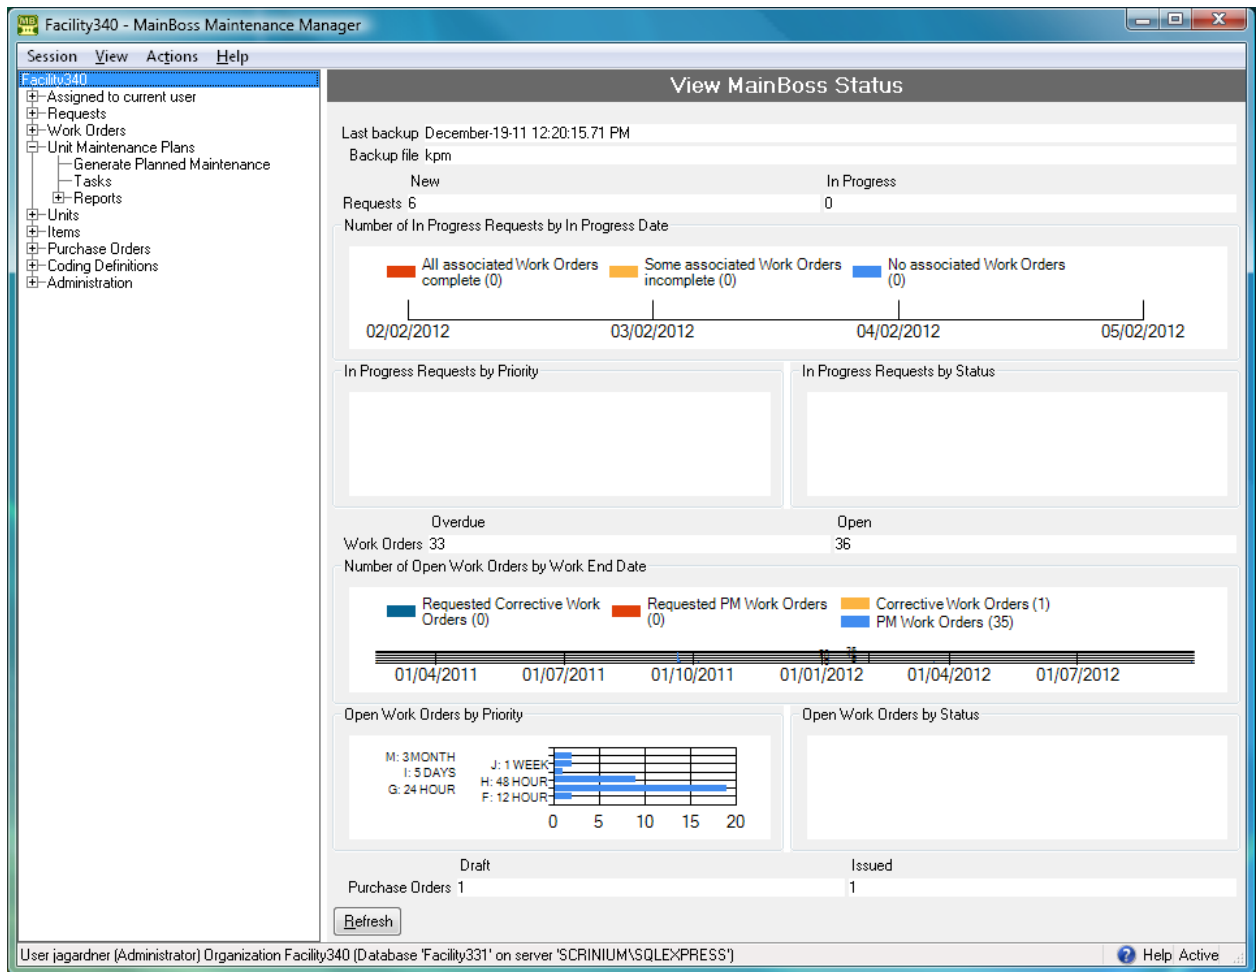 Facility340 - MainBoss Maintenance Manager
Session View Actions Help
Facility340
Assigned to current user
Requests
Work Orders
Unit Maintenance Plans
Generate Planned Maintenance
Tasks
Reports
Units
Items
Purchase Orders
Coding Definitions
Administration
View MainBoss Status
Last backup December-19-11 12:20:15.71 PM
Backup file kpm
New In Progress
Requests 6 0
Number of In Progress Requests by In Progress Date
All associated Work Orders complete (0) Some associated Work Orders incomplete (0) No associated Work Orders (0)
02/02/2012 03/02/2012 04/02/2012 05/02/2012
In Progress Requests by Priority In Progress Requests by Status
Overdue Open
Work Orders 33 36
Number of Open Work Orders by Work End Date
Requested Corrective Work Orders (0) Requested PM Work Orders (0) Corrective Work Orders (1)
PM Work Orders (35)
01/04/2011 01/07/2011 01/10/2011 01/01/2012 01/04/2012 01/07/2012
Open Work Orders by Priority Open Work Orders by Status
M: 3MONTH
J: 1 WEEK
I: 5 DAYS
H: 48 HOUR
G: 24 HOUR
F: 12 HOUR
0 5 10 15 20
Draft Issued
Purchase Orders 1 1
Refresh
User jagardner (Administrator) Organization Facility340 (Database 'Facility331' on server 'SCRINIUM\SQLEXPRESS') Help Active